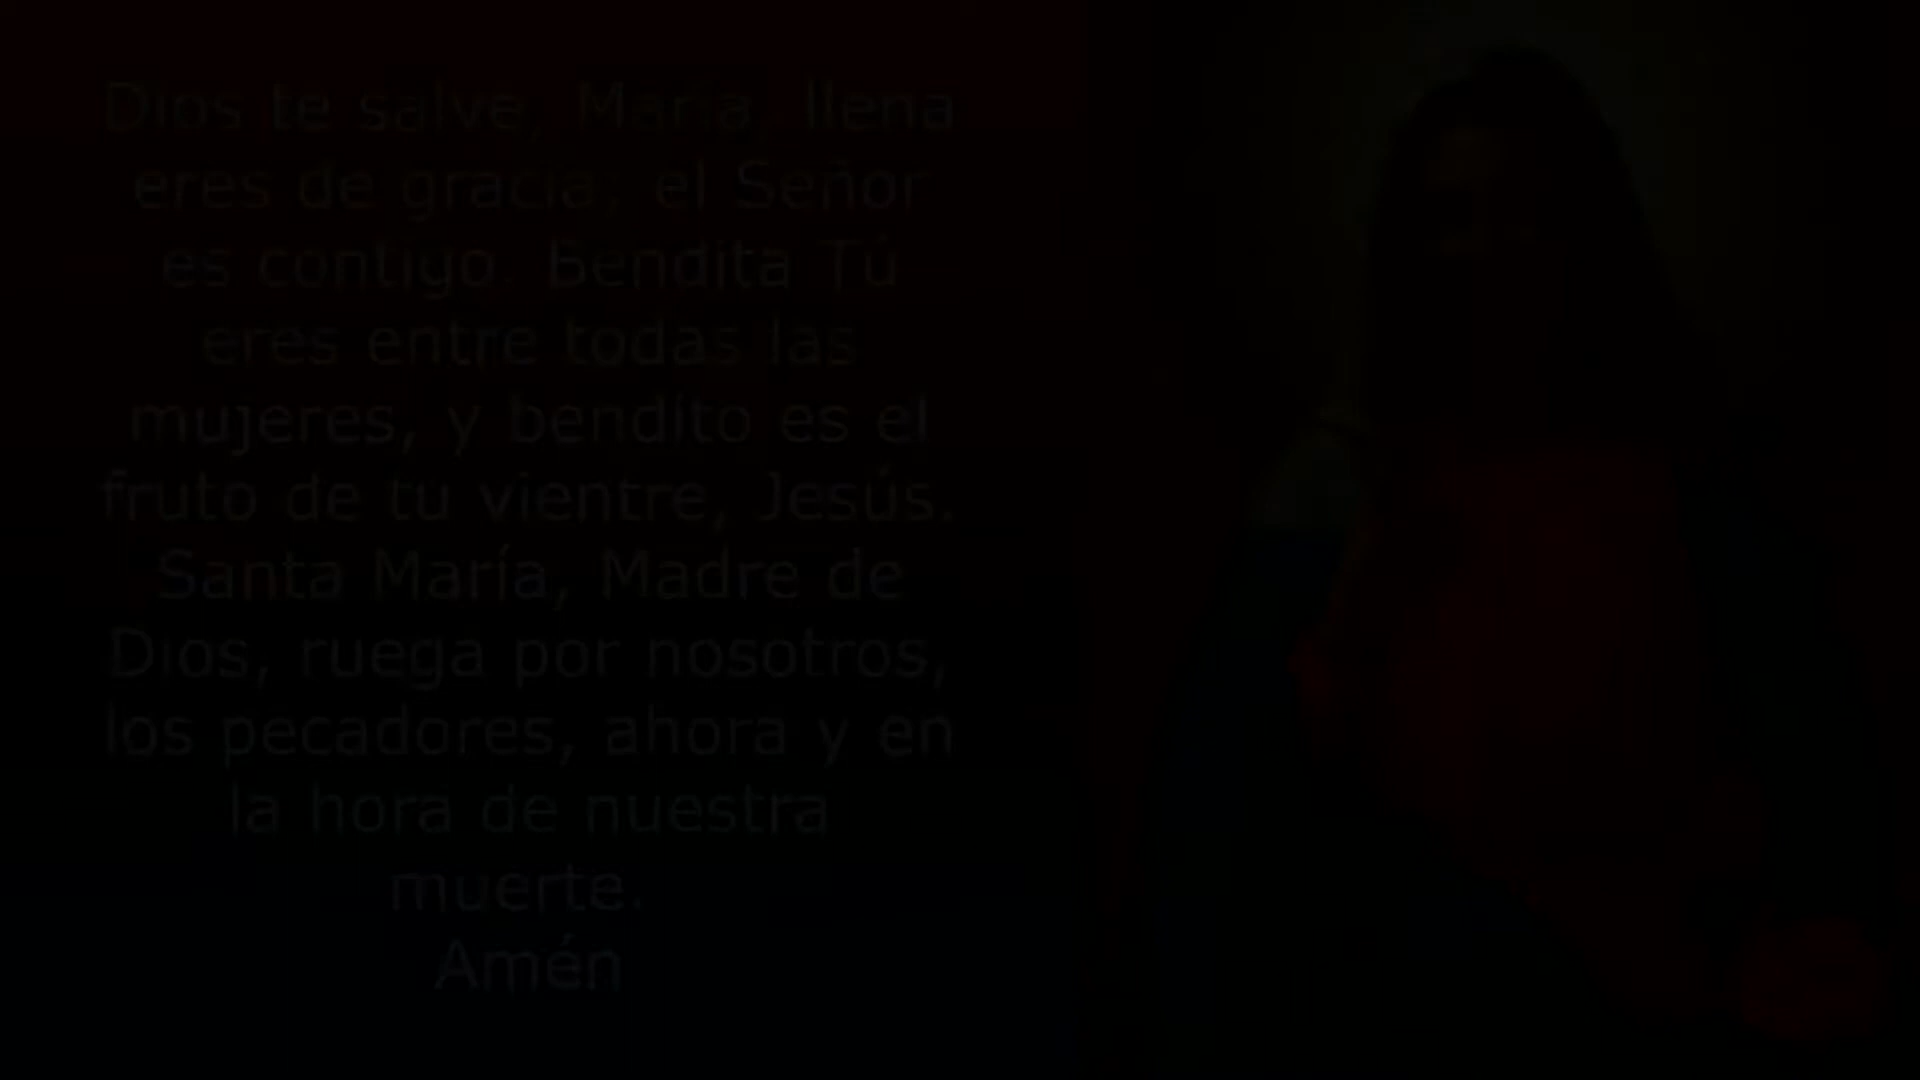 Dios te salve, María, llena
eres de gracia; el Señor
es contigo. Bendita Tú
eres entre todas las
mujeres, y bendito es el
fruto de tu vientre, Jesús.
Santa María, Madre de
Dios, ruega por nosotros,
los pecadores, ahora y en
la hora de nuestra
muerte.
Amén